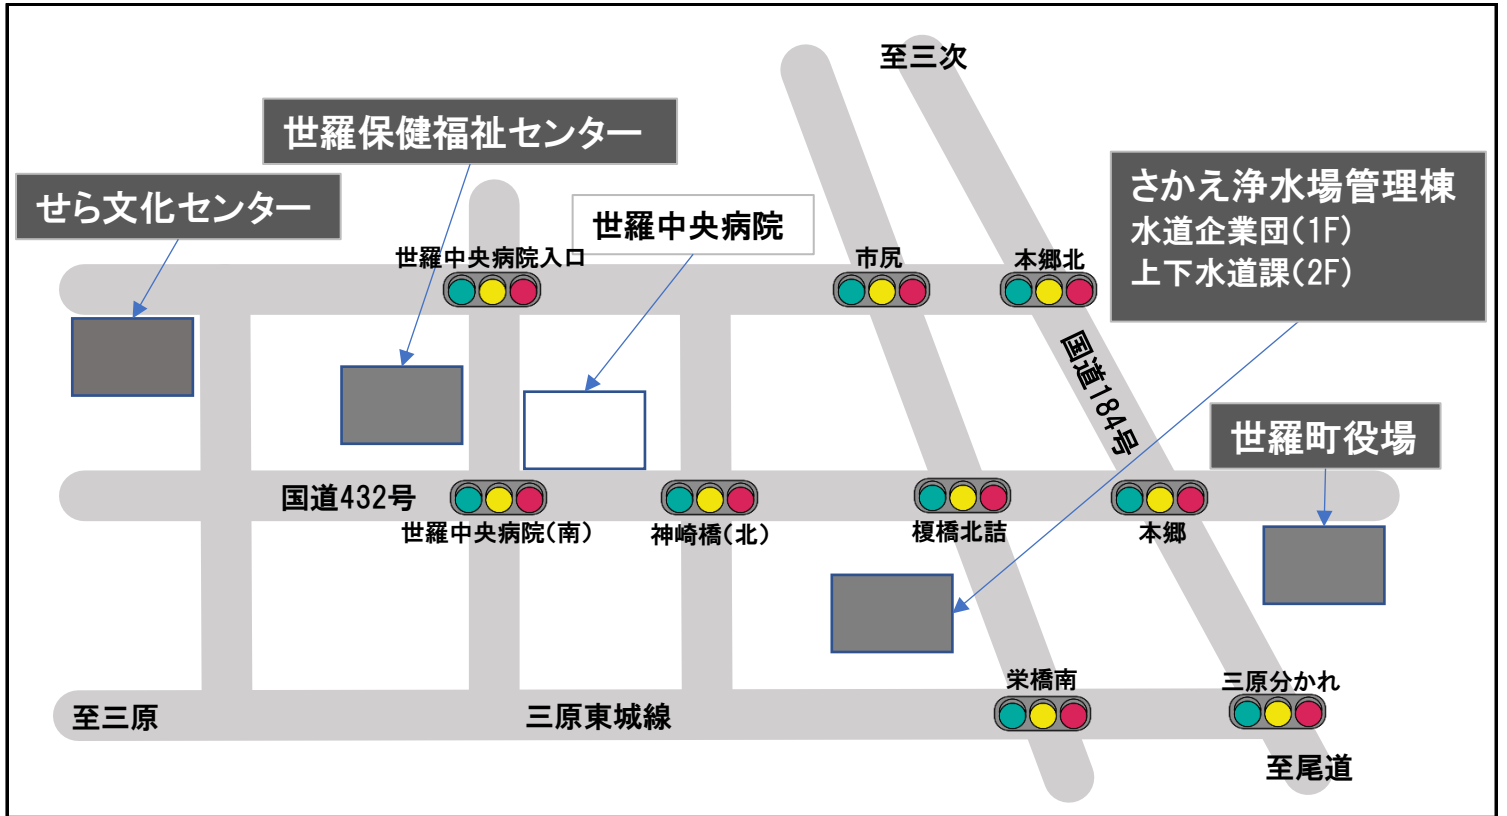 至三次
世羅保健福祉センター
せら文化センター
世羅中央病院
さかえ浄水場管理棟
水道企業団(1F)
上下水道課(2F)
世羅中央病院入口
市尻
本郷北
国道184号
世羅町役場
国道432号
世羅中央病院(南)
神崎橋(北)
榎橋北詰
本郷
栄橋南
三原分かれ
至三原
三原東城線
至尾道